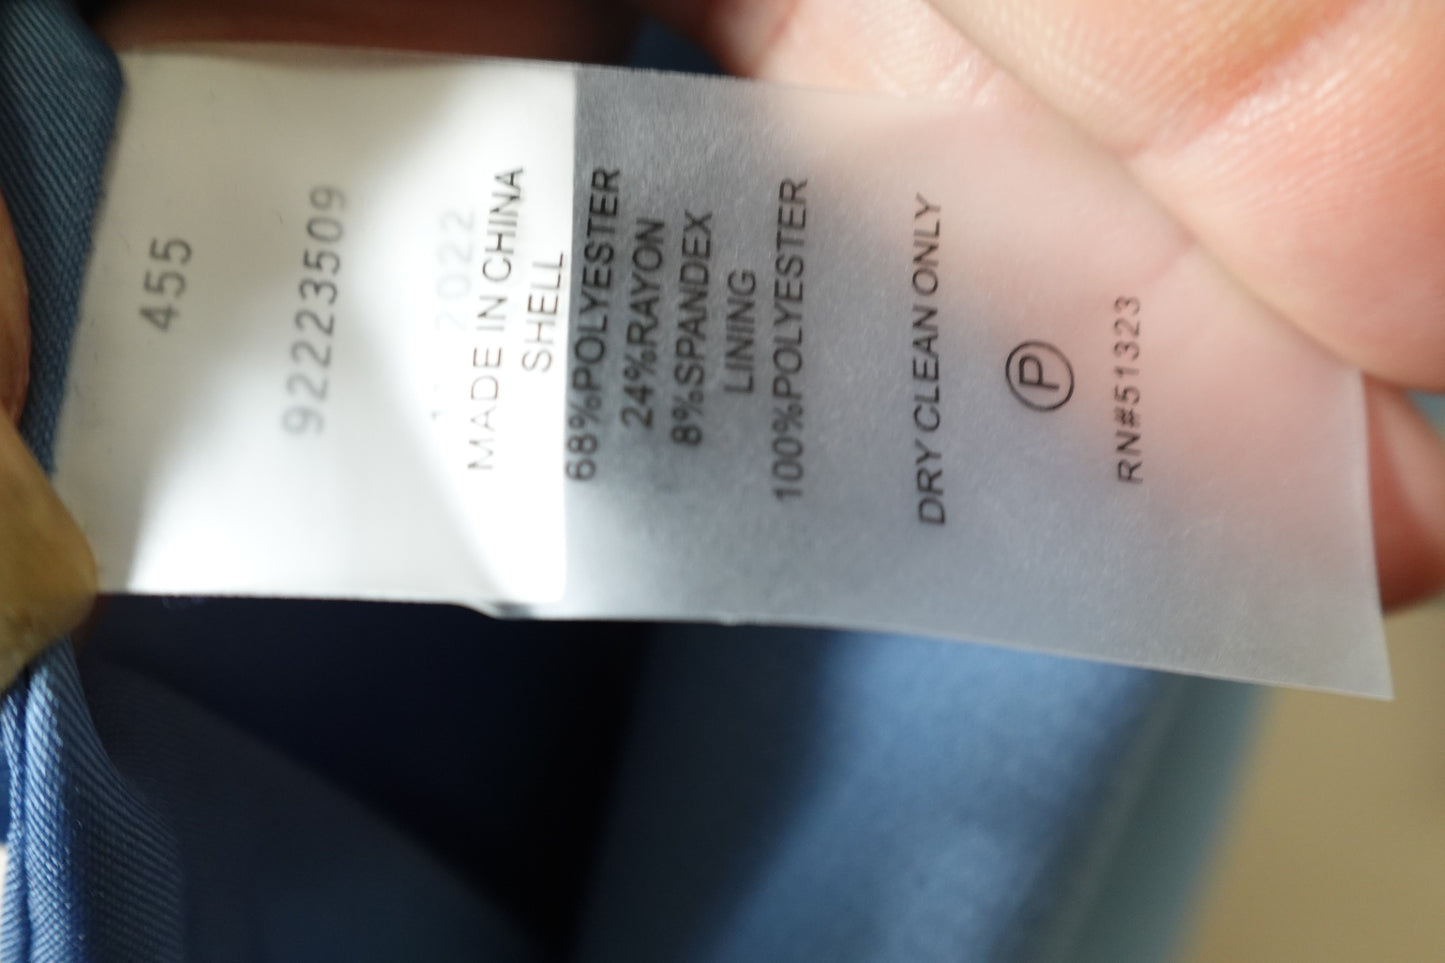 455
92223509
2022
MADE IN CHINA
SHELL
68%POLYESTER
24%RAYON
8%SPANDEX
LINING
100%POLYESTER
DRY CLEAN ONLY
P
RN#51323